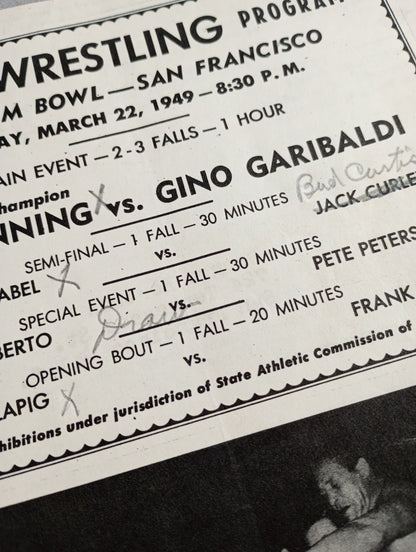 WRESTLING PROGRAM
M BOWL—SAN FRANCISCO
AY, MARCH 22, 1949—8:30 P.M.
AIN EVENT—2-3 FALLS—1 HOUR
hampion
NNING X vs. GINO GARIBALDI
SEMI-FINAL—1 FALL—30 MINUTES Bud Curtis
ABEL X vs. JACK CURLE
SPECIAL EVENT—1 FALL—30 MINUTES
BERTO Draw vs. PETE PETERS
OPENING BOUT—1 FALL—20 MINUTES
LAPIG X vs. FRANK
hibitions under jurisdiction of State Athletic Commission of